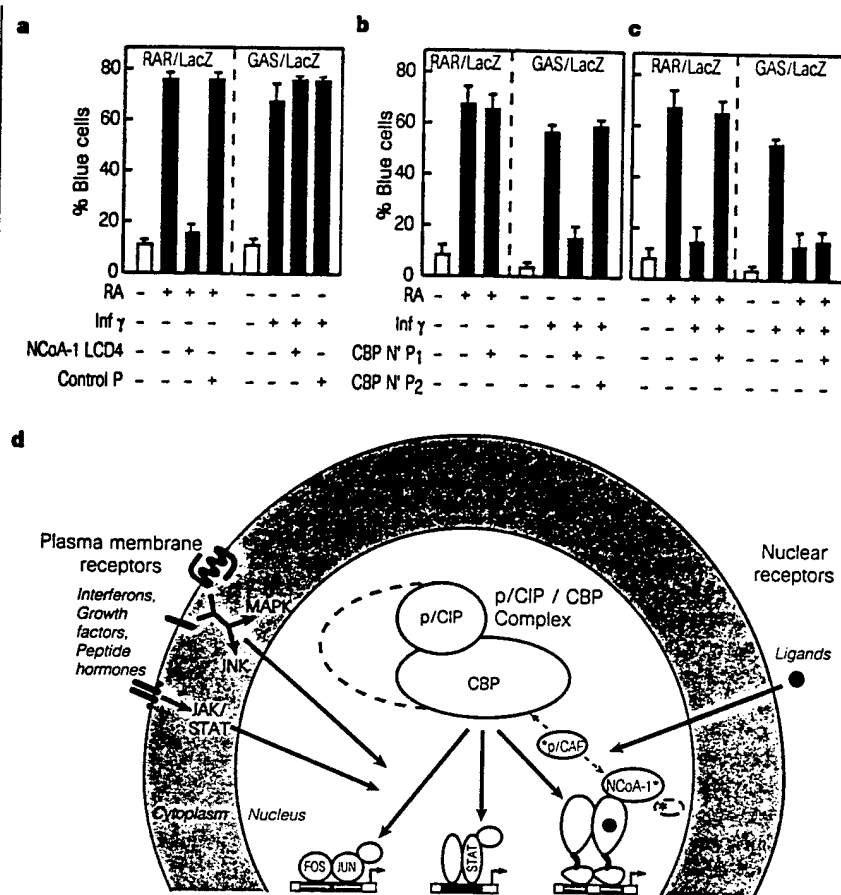 a
b
c
RAR/LacZ GAS/LacZ
RAR/LacZ GAS/LacZ
RAR/LacZ GAS/LacZ
% Blue cells
80
60
40
20
0
% Blue cells
80
60
40
20
0
RA - + + + - - - -
Inf γ - - - - - + + +
NCoA-1 LCD4 - - + - - - + -
Control P - - - + - - - +
RA - + + - - - - - + + + - - - -
Inf γ - - - - + + + - - - - - + + +
CBP N' P1 - - + - - + - - - - + - - - +
CBP N' P2 - - - - - - +
d
Plasma membrane
receptors
Interferons,
Growth
factors,
Peptide
hormones
MAPK
JNK
JAK/
STAT
Cytoplasm
Nucleus
p/CIP
p/CIP / CBP
Complex
CBP
*p/CAF
NCoA-1*
Nuclear
receptors
Ligands
FOS
JUN
STAT